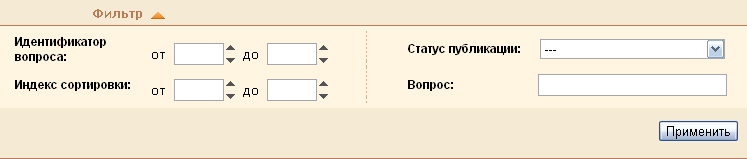 Фильтр
Идентификатор вопроса: от до
Статус публикации: ---
Индекс сортировки: от до
Вопрос:
Применить